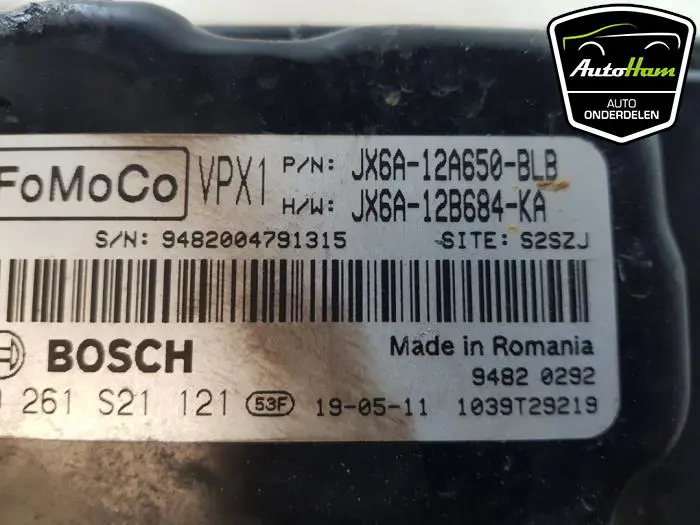 AutoHam
AUTO
ONDERDELEN
FoMoCo VPX1 P/N: JX6A-12A650-BLB
H/W: JX6A-12B684-KA
S/N: 9482004791315 SITE: S2SZJ
BOSCH Made in Romania
9482 0292
261 S21 121 53F 19-05-11 1039T29219